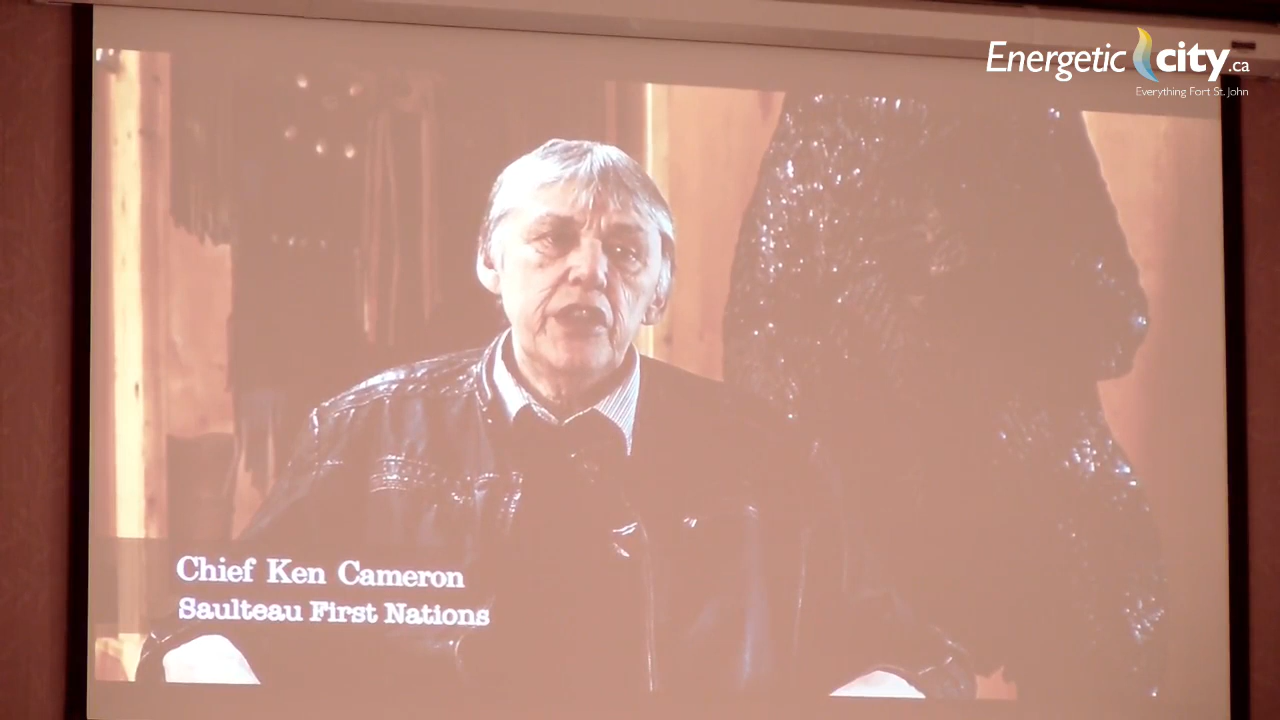 Energetic city.ca
Everything Fort St. John
Chief Ken Cameron
Saulteau First Nations